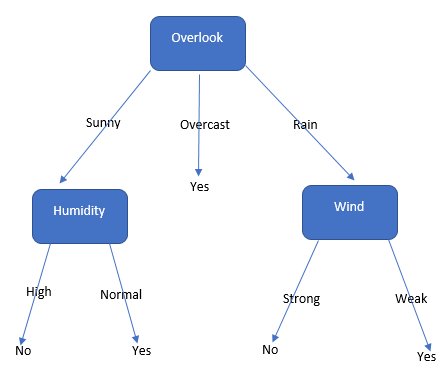 Overlook
Sunny
Overcast
Rain
Yes
Humidity
Wind
High
Normal
Strong
Weak
No
Yes
No
Yes